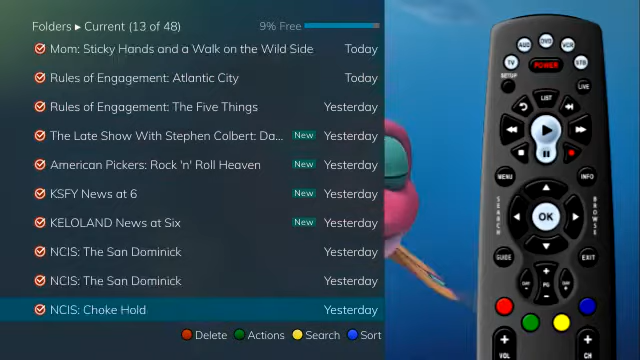 Folders ▸ Current (13 of 48) 9% Free
Mom: Sticky Hands and a Walk on the Wild Side Today
Rules of Engagement: Atlantic City Today
Rules of Engagement: The Five Things Yesterday
The Late Show With Stephen Colbert: Da... New Yesterday
American Pickers: Rock 'n' Roll Heaven New Yesterday
KSFY News at 6 New Yesterday
KELOLAND News at Six New Yesterday
NCIS: The San Dominick Yesterday
NCIS: The San Dominick Yesterday
NCIS: Choke Hold Yesterday
Delete Actions Search Sort
AUD DVD VCR
TV POWER STB
SETUP
LIVE
LIST
MENU INFO
SEARCH OK BROWSE
GUIDE EXIT
DAY - PG DAY +
VOL CH